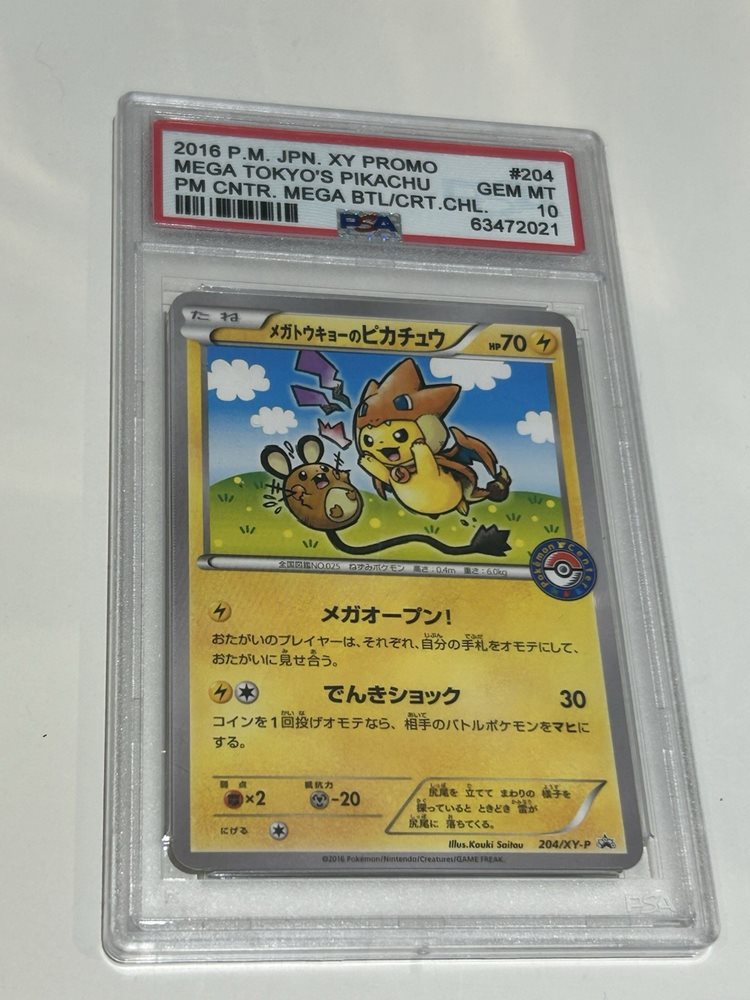 2016 P.M. JPN. XY PROMO #204
MEGA TOKYO'S PIKACHU GEM MT
PM CNTR. MEGA BTL/CRT.CHL. 10
PSA 63472021
たね
メガトウキョーのピカチュウ HP70
全国図鑑NO.025 ねずみポケモン 高さ:0.4m 重さ:6.0kg
Pokémon Center
メガオープン!
おたがいのプレイヤーは、それぞれ、自分の手札をオモテにして、
おたがいに見せ合う。
でんきショック 30
コインを1回投げオモテなら、相手のバトルポケモンをマヒに
する。
弱点 抵抗力
×2 -20
にげる
尻尾を 立てて まわりの 様子を
探っていると ときどき 雷が
尻尾に 落ちてくる。
Illus.Kouki Saitou 204/XY-P
©2016 Pokémon/Nintendo/Creatures/GAME FREAK.
PSA